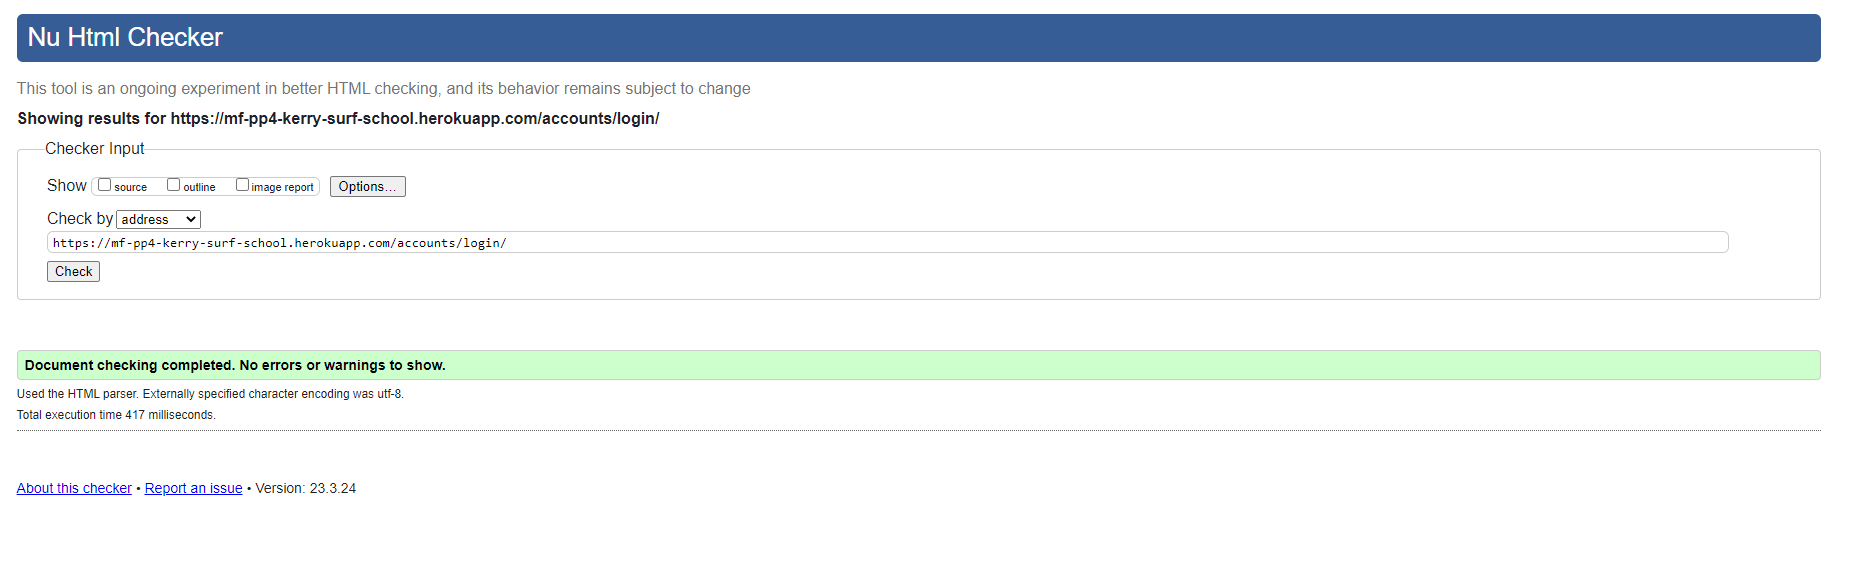 Nu Html Checker
This tool is an ongoing experiment in better HTML checking, and its behavior remains subject to change
Showing results for https://mf-pp4-kerry-surf-school.herokuapp.com/accounts/login/
Checker Input
Show source outline image report Options...
Check by address
https://mf-pp4-kerry-surf-school.herokuapp.com/accounts/login/
Check
Document checking completed. No errors or warnings to show.
Used the HTML parser. Externally specified character encoding was utf-8.
Total execution time 417 milliseconds.
About this checker • Report an issue • Version: 23.3.24